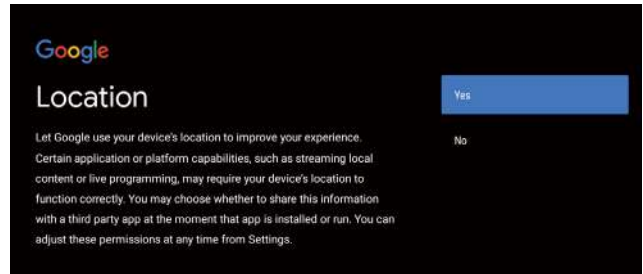 Google
Location
Let Google use your device's location to improve your experience.
Certain application or platform capabilities, such as streaming local
content or live programming, may require your device's location to
function correctly. You may choose whether to share this information
with a third party app at the moment that app is installed or run. You can
adjust these permissions at any time from Settings.
Yes
No